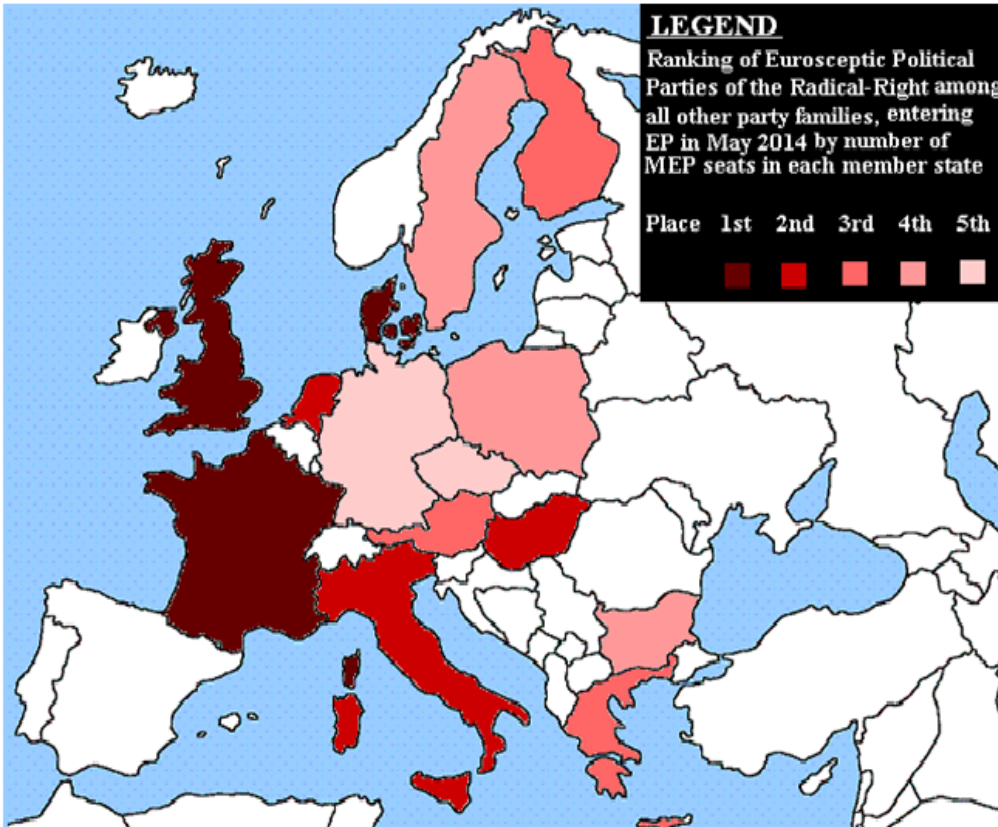 LEGEND
Ranking of Eurosceptic Political
Parties of the Radical-Right among
all other party families, entering
EP in May 2014 by number of
MEP seats in each member state
Place 1st 2nd 3rd 4th 5th